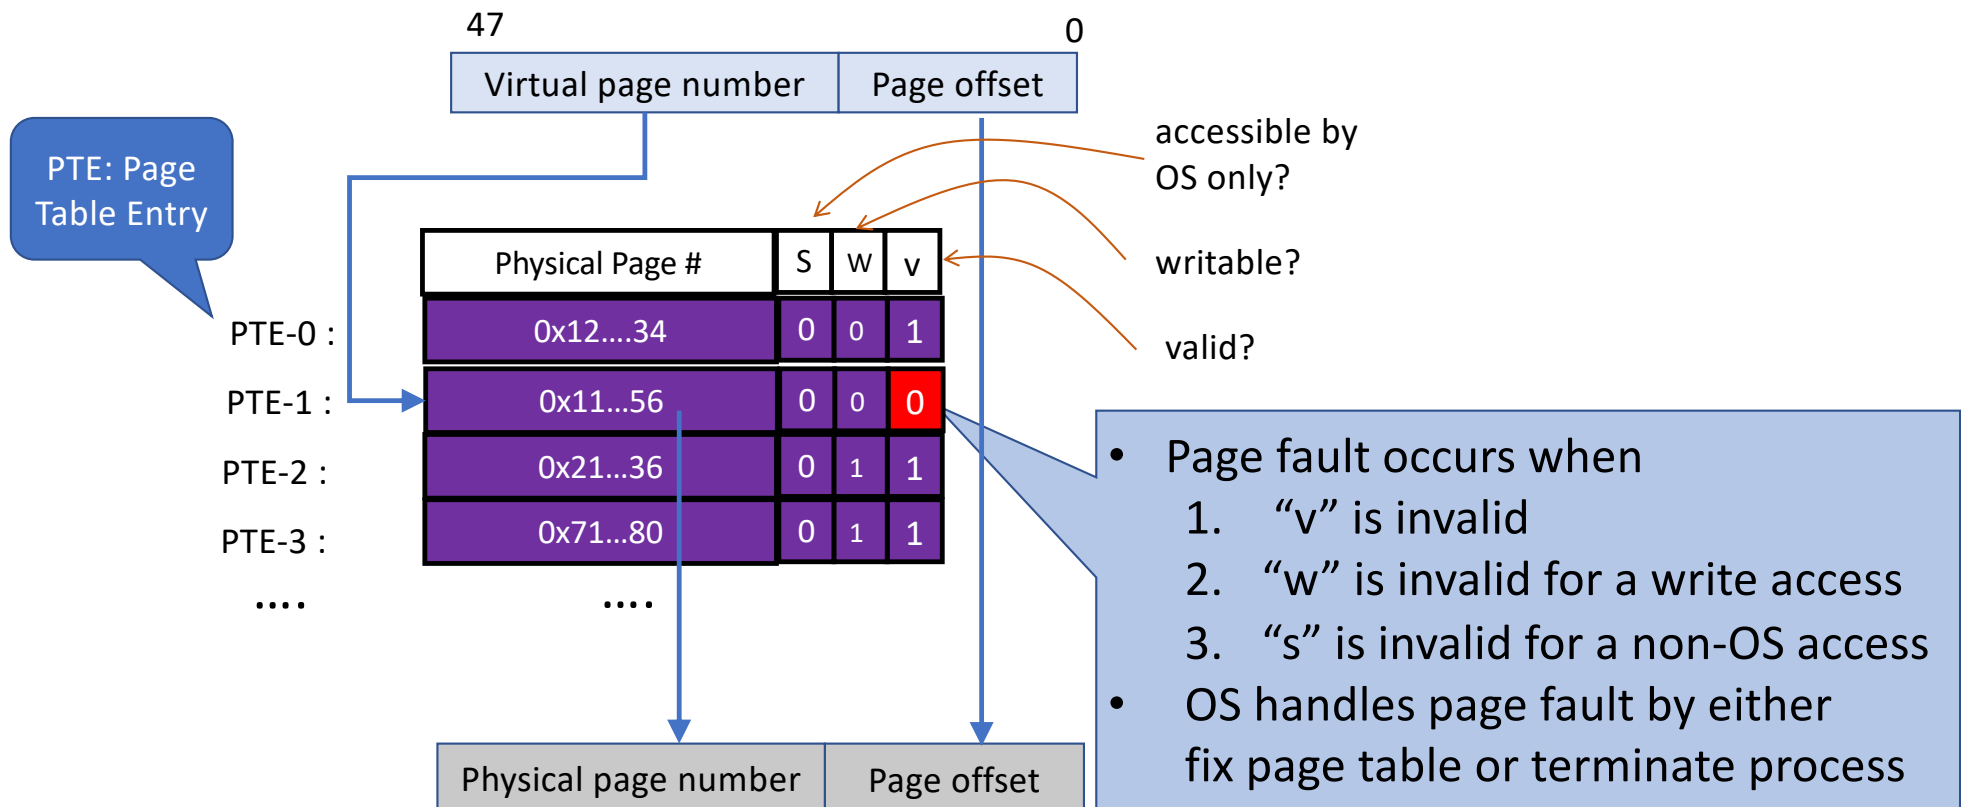 47
0
Virtual page number
Page offset
PTE: Page
Table Entry
accessible by
OS only?
writable?
valid?
Physical Page #
S
w
v
PTE-0 :
0x12....34
0
0
1
PTE-1 :
0x11...56
0
0
0
PTE-2 :
0x21...36
0
1
1
PTE-3 :
0x71...80
0
1
1
....
....
• Page fault occurs when
1. “v” is invalid
2. “w” is invalid for a write access
3. “s” is invalid for a non-OS access
• OS handles page fault by either
fix page table or terminate process
Physical page number
Page offset